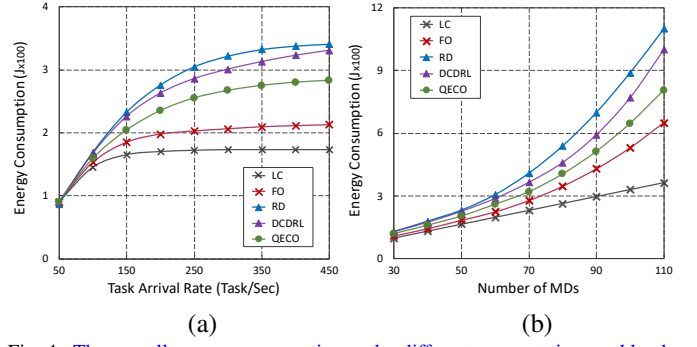 4
3
2
1
0
Energy Consumption (Jx100)
50
150
250
350
450
Task Arrival Rate (Task/Sec)
LC
FO
RD
DCDRL
QECO
(a)
12
9
6
3
0
Energy Consumption (Jx100)
30
50
70
90
110
Number of MDs
LC
FO
RD
DCDRL
QECO
(b)